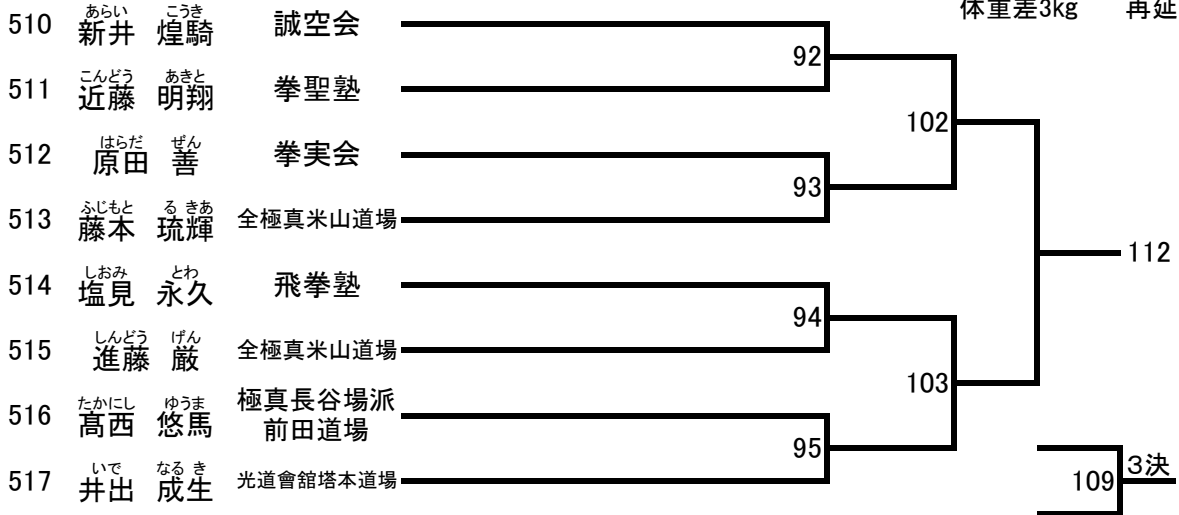 体重差3kg 再延
510 新井 煌騎 誠空会
あらい こうき
92
511 近藤 明翔 拳聖塾
こんどう あきと
102
512 原田 善 拳実会
はらだ ぜん
93
513 藤本 琉輝 全極真米山道場
ふじもと るきあ
112
514 塩見 永久 飛拳塾
しおみ とわ
94
515 進藤 厳 全極真米山道場
しんどう げん
103
516 髙西 悠馬 極真長谷場派
たかにし ゆうま
前田道場
95
517 井出 成生 光道會舘塔本道場
いで なるき
109 3決